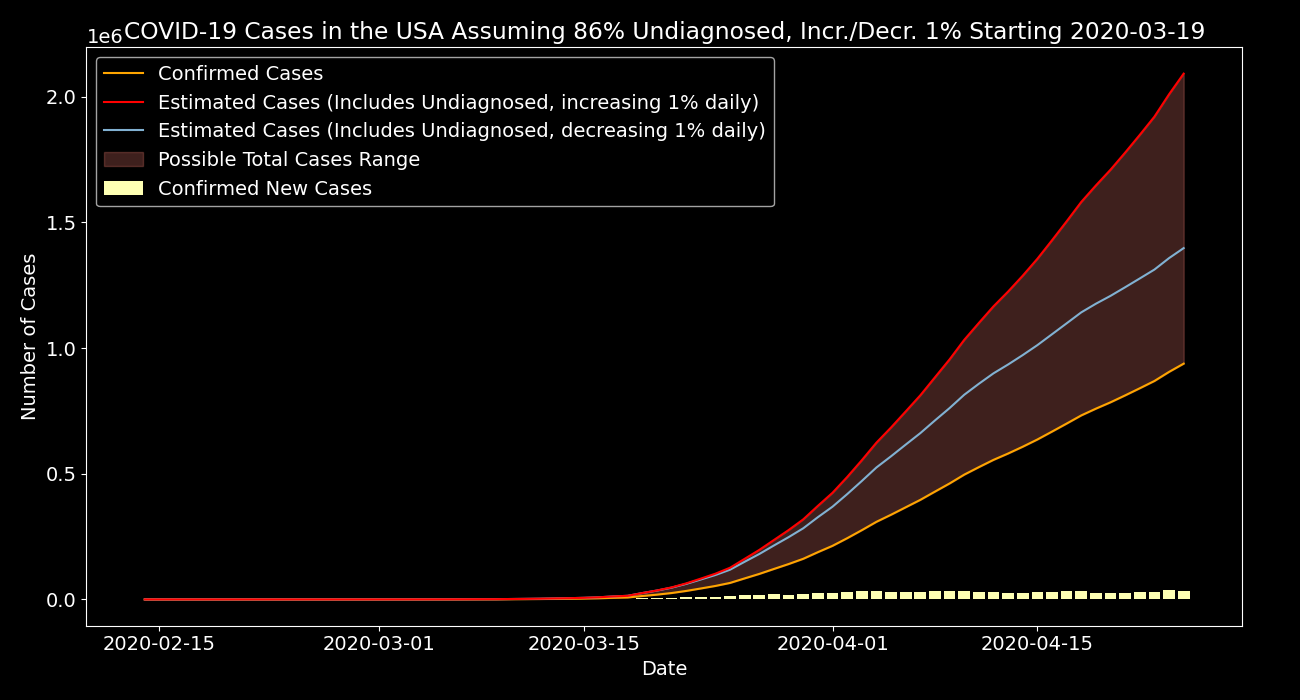 1e6
COVID-19 Cases in the USA Assuming 86% Undiagnosed, Incr./Decr. 1% Starting 2020-03-19
Confirmed Cases
Estimated Cases (Includes Undiagnosed, increasing 1% daily)
Estimated Cases (Includes Undiagnosed, decreasing 1% daily)
Possible Total Cases Range
Confirmed New Cases
Number of Cases
2.0
1.5
1.0
0.5
0.0
2020-02-15
2020-03-01
2020-03-15
2020-04-01
2020-04-15
Date